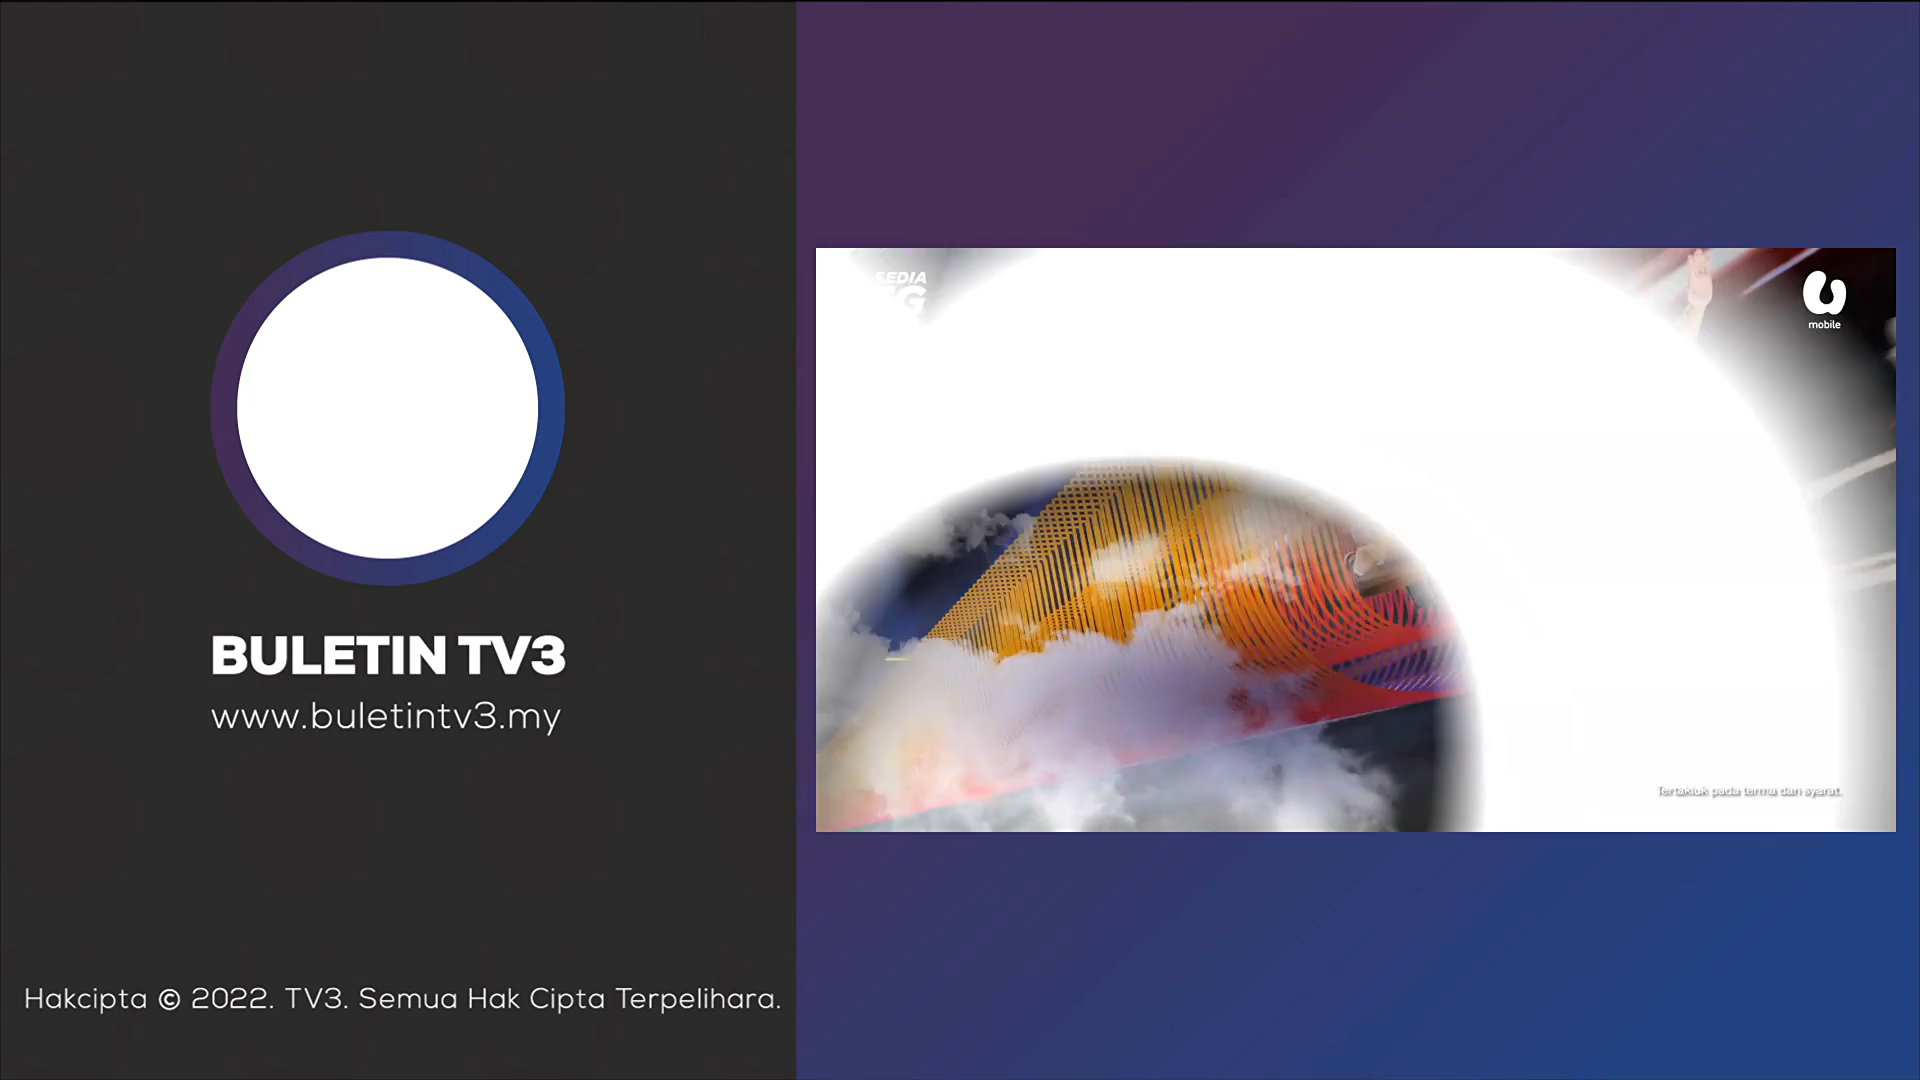 BULETIN TV3
www.buletintv3.my
Hakcipta © 2022. TV3. Semua Hak Cipta Terpelihara.
SEDIA
mobile
Tertakluk pada terma dan syarat.